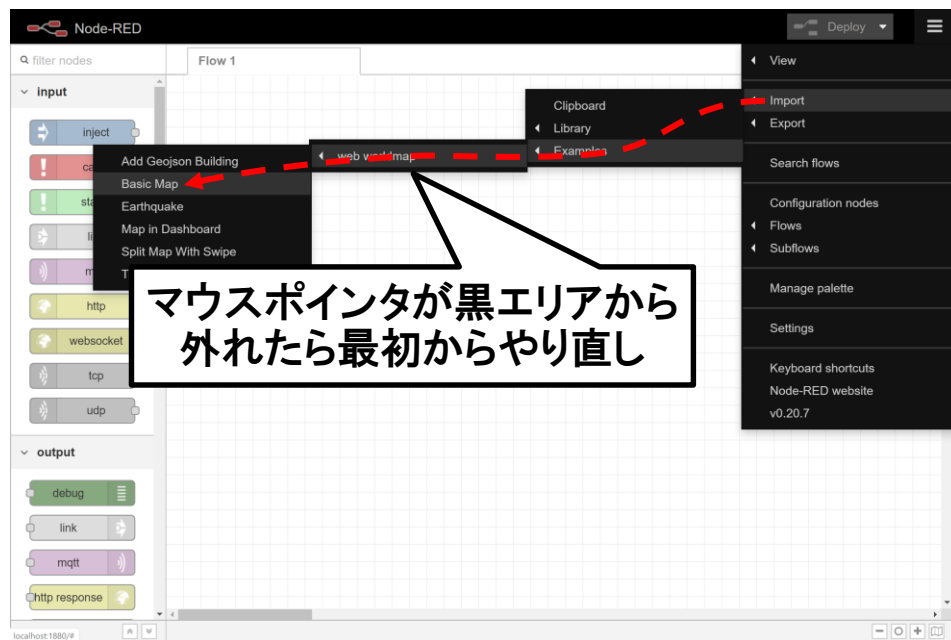 Node-RED
Deploy
filter nodes
Flow 1
input
inject
http
websocket
tcp
udp
output
debug
link
mqtt
http response
Add Geojson Building
Basic Map
Earthquake
Map in Dashboard
Split Map With Swipe
web worldmap
Clipboard
Library
Examples
View
Import
Export
Search flows
Configuration nodes
Flows
Subflows
Manage palette
Settings
Keyboard shortcuts
Node-RED website
v0.20.7
マウスポインタが黒エリアから
外れたら最初からやり直し
localhost:1880/#